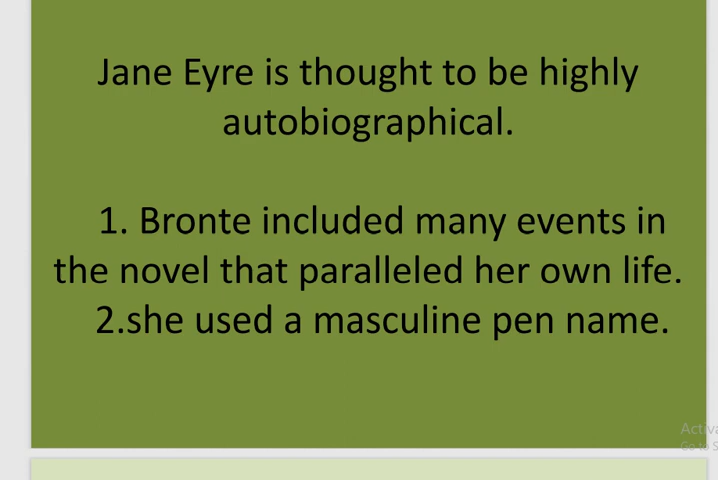 Jane Eyre is thought to be highly
autobiographical.
1. Bronte included many events in
the novel that paralleled her own life.
2.she used a masculine pen name.